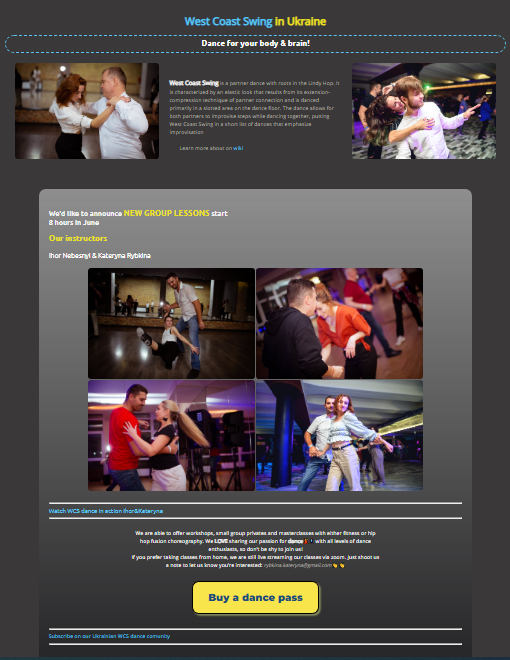 West Coast Swing in Ukraine
Dance for your body & brain!
West Coast Swing is a partner dance with roots in the Lindy Hop. It
is characterized by an elastic look that results from its extension-
compression technique of partner connection and is danced
primarily in a slotted area on the dance floor. The dance allows for
both partners to improvise steps while dancing together, putting
West Coast Swing in a short list of dances that emphasize
improvisation
Learn more about on wiki
We'd like to announce NEW GROUP LESSONS start
8 hours in June
Our instructors
Ihor Nebesnyi & Kateryna Rybkina
Watch WCS dance in action Ihor&Kateryna
We are able to offer workshops, small group privates and masterclasses with either fitness or hip
hop fusion choreography. We LOVE sharing our passion for dance with all levels of dance
enthusiasts, so don't be shy to join us!
If you prefer taking classes from home, we are still live streaming our classes via zoom. Just shoot us
a note to let us know you're interested: rybkina.kateryna@gmail.com
Buy a dance pass
Subscribe on our Ukrainian WCS dance comunity